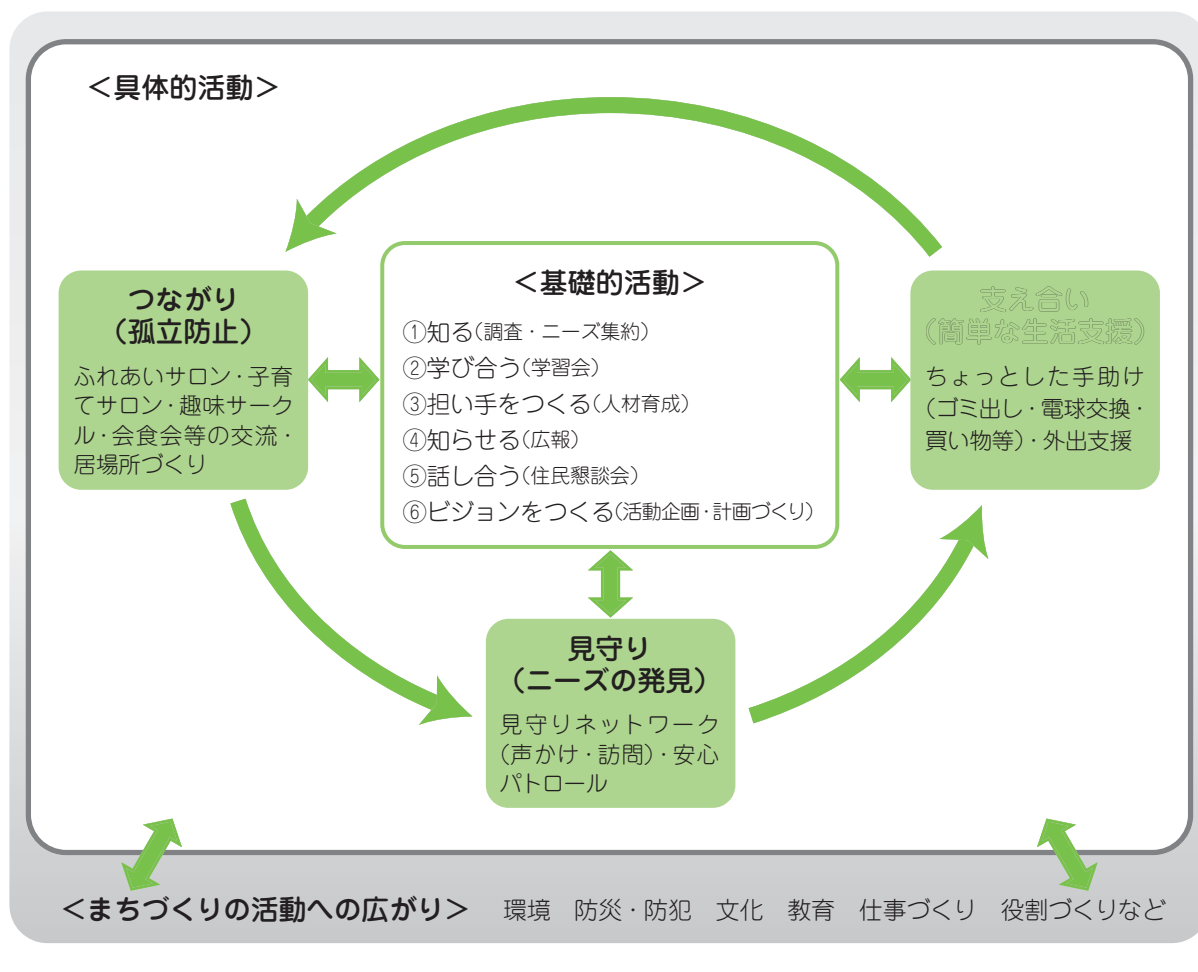 ＜具体的活動＞
つながり
（孤立防止）
ふれあいサロン・子育
てサロン・趣味サーク
ル・会食会等の交流・
居場所づくり
＜基礎的活動＞
①知る(調査・ニーズ集約)
②学び合う(学習会)
③担い手をつくる(人材育成)
④知らせる(広報)
⑤話し合う(住民懇談会)
⑥ビジョンをつくる(活動企画・計画づくり)
支え合い
（簡単な生活支援）
ちょっとした手助け
（ゴミ出し・電球交換・
買い物等）・外出支援
見守り
（ニーズの発見）
見守りネットワーク
（声かけ・訪問）・安心
パトロール
＜まちづくりの活動への広がり＞　環境　防災・防犯　文化　教育　仕事づくり　役割づくりなど